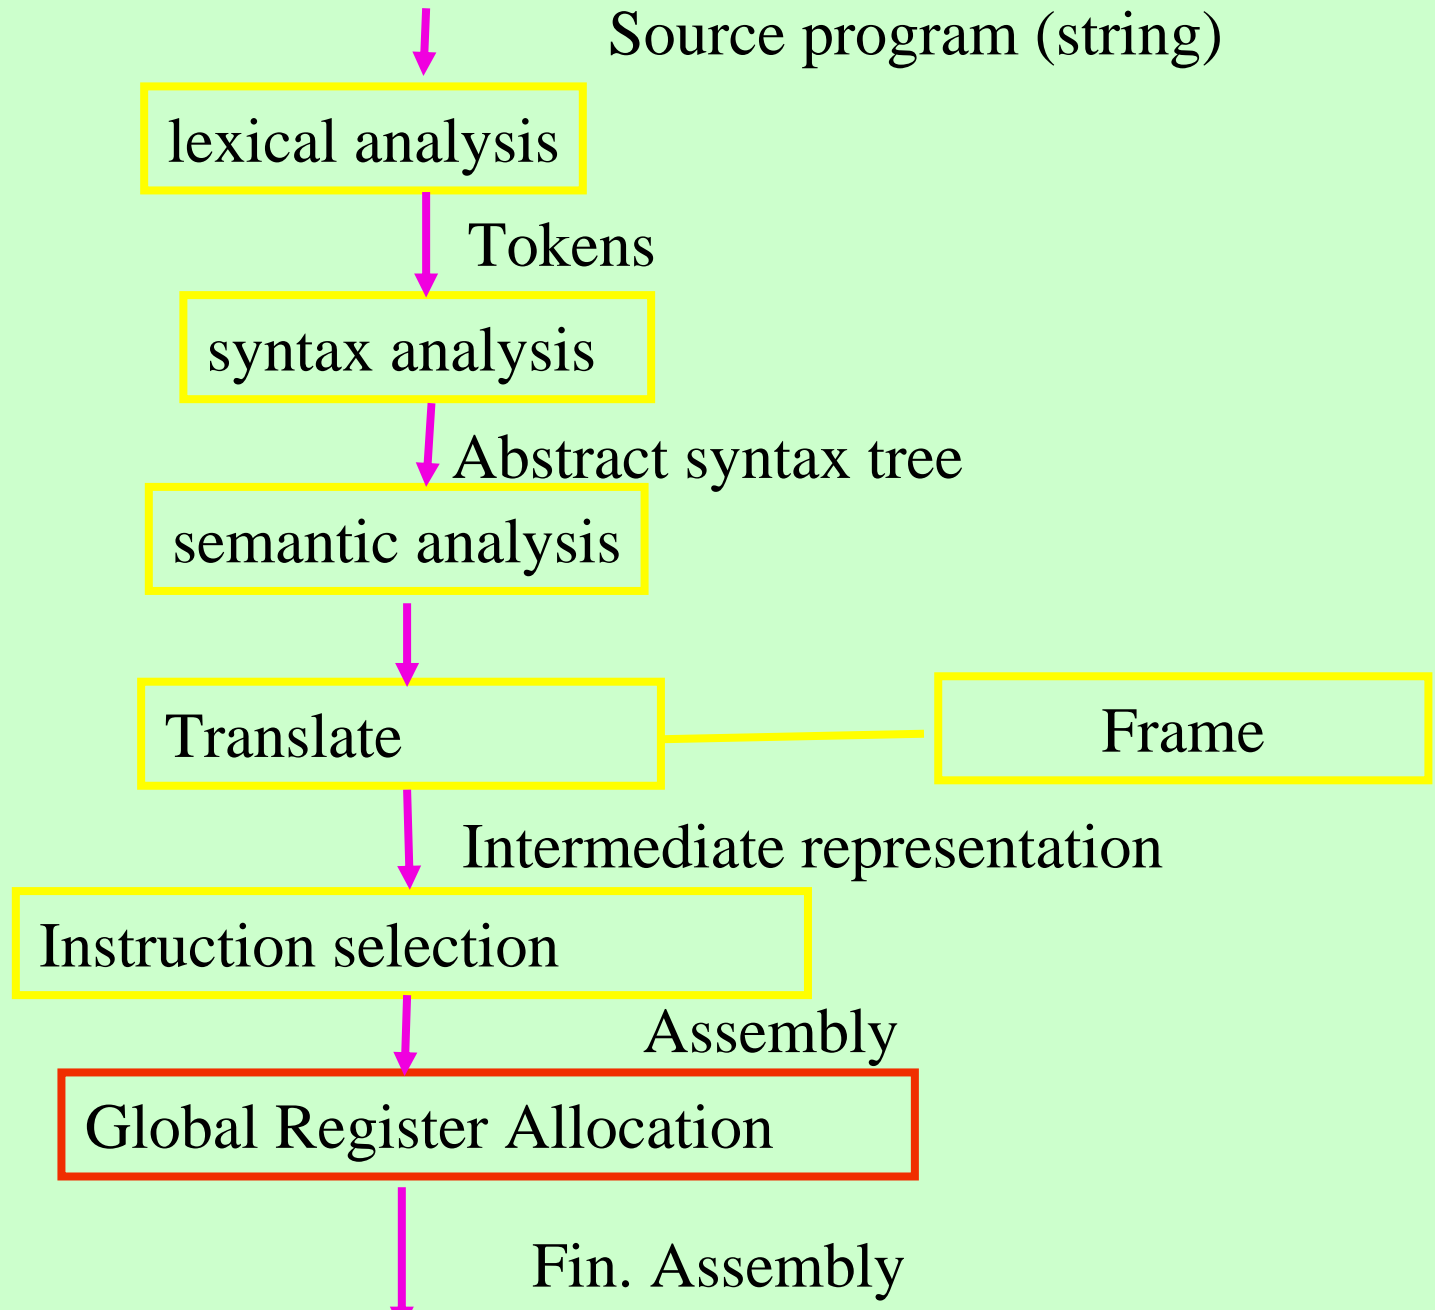 Source program (string)
lexical analysis
Tokens
syntax analysis
Abstract syntax tree
semantic analysis
Translate
Frame
Intermediate representation
Instruction selection
Assembly
Global Register Allocation
Fin. Assembly